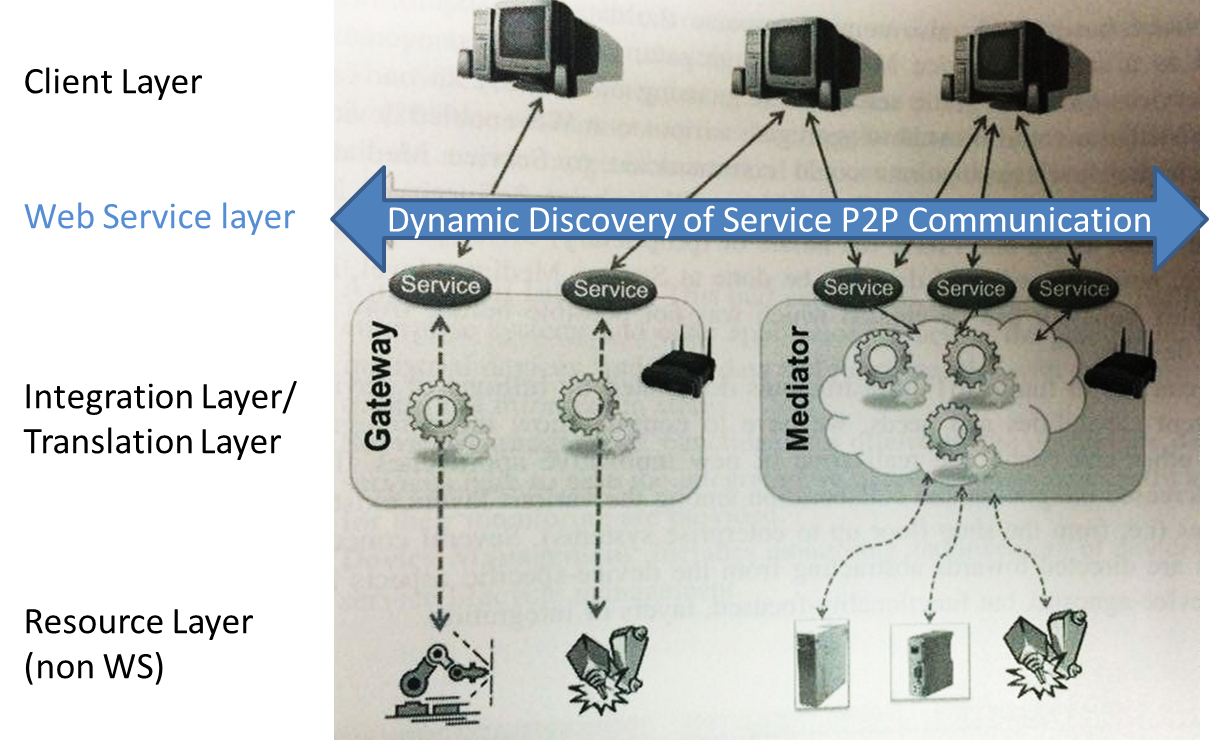 Client Layer
Web Service layer
Dynamic Discovery of Service P2P Communication
Service
Service
Service
Service
Service
Gateway
Mediator
Integration Layer/
Translation Layer
Resource Layer
(non WS)